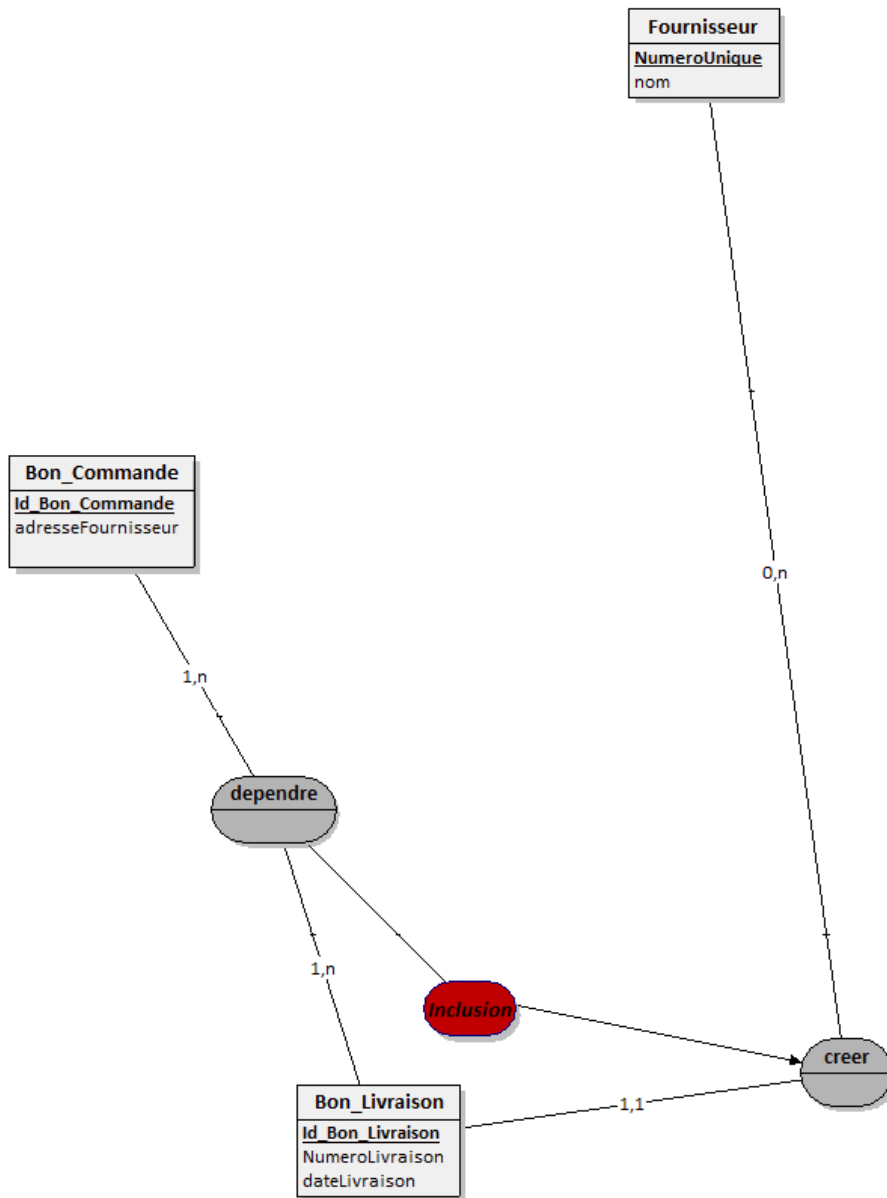 Fournisseur
NumeroUnique
nom
Bon_Commande
Id_Bon_Commande
adresseFournisseur
0,n
1,n
dependre
1,n
Inclusion
creer
1,1
Bon_Livraison
Id_Bon_Livraison
NumeroLivraison
dateLivraison